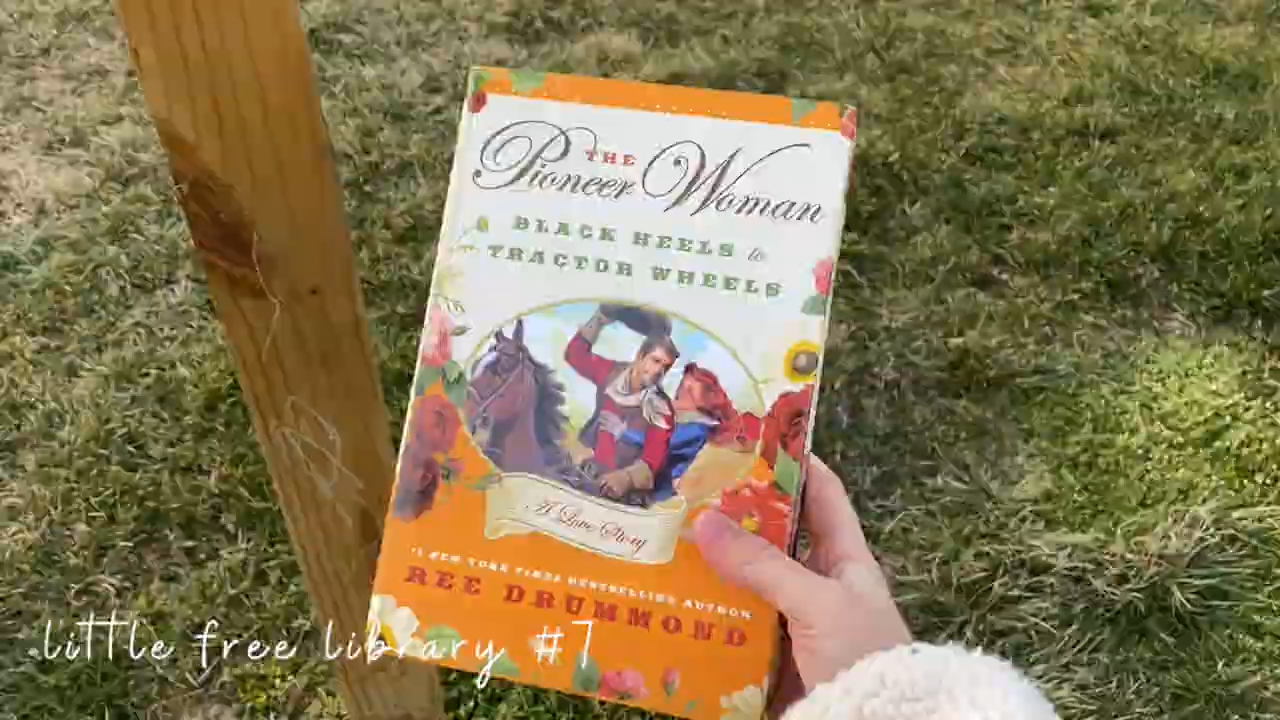 THE
Pioneer Woman
BLACK HEELS to
TRACTOR WHEELS
A Love Story
#1 NEW YORK TIMES BESTSELLING AUTHOR
REE DRUMMOND
little free library #7